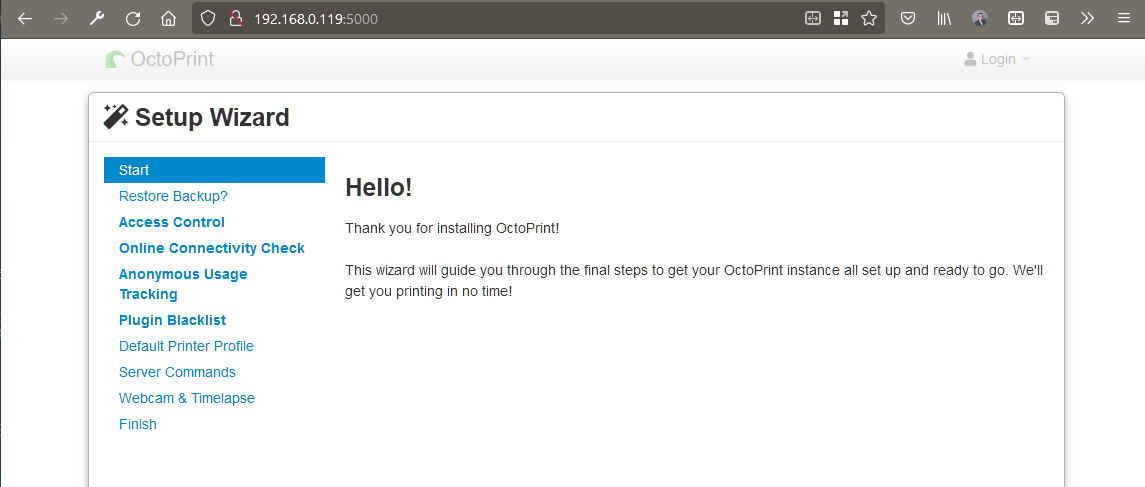 192.168.0.119:5000
OctoPrint
Login
Setup Wizard
Start
Restore Backup?
Access Control
Online Connectivity Check
Anonymous Usage
Tracking
Plugin Blacklist
Default Printer Profile
Server Commands
Webcam & Timelapse
Finish
Hello!
Thank you for installing OctoPrint!
This wizard will guide you through the final steps to get your OctoPrint instance all set up and ready to go. We'll
get you printing in no time!